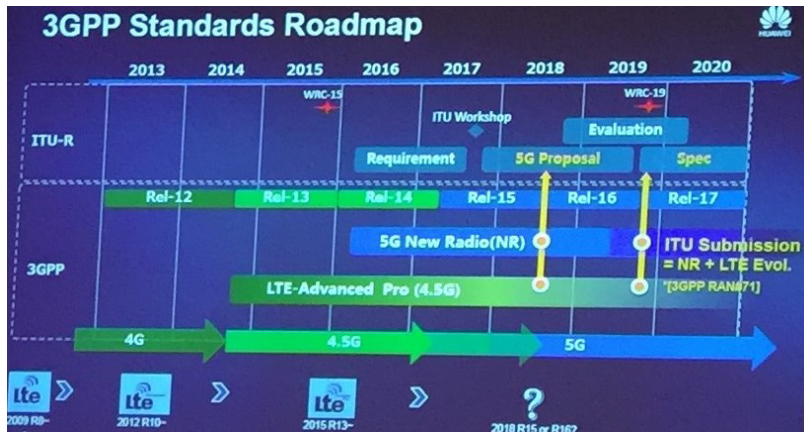 3GPP Standards Roadmap
HUAWEI
2013 2014 2015 2016 2017 2018 2019 2020
WRC-15 WRC-19
ITU Workshop
ITU-R
Evaluation
Requirement 5G Proposal Spec
Rel-12 Rel-13 Rel-14 Rel-15 Rel-16 Rel-17
5G New Radio(NR)
ITU Submission
= NR + LTE Evol.
3GPP
LTE-Advanced Pro (4.5G)
*[3GPP RAN#71]
4G 4.5G 5G
Lte Lte Lte ?
2009 R8~ 2012 R10~ 2015 R13~ 2018 R15 or R16?